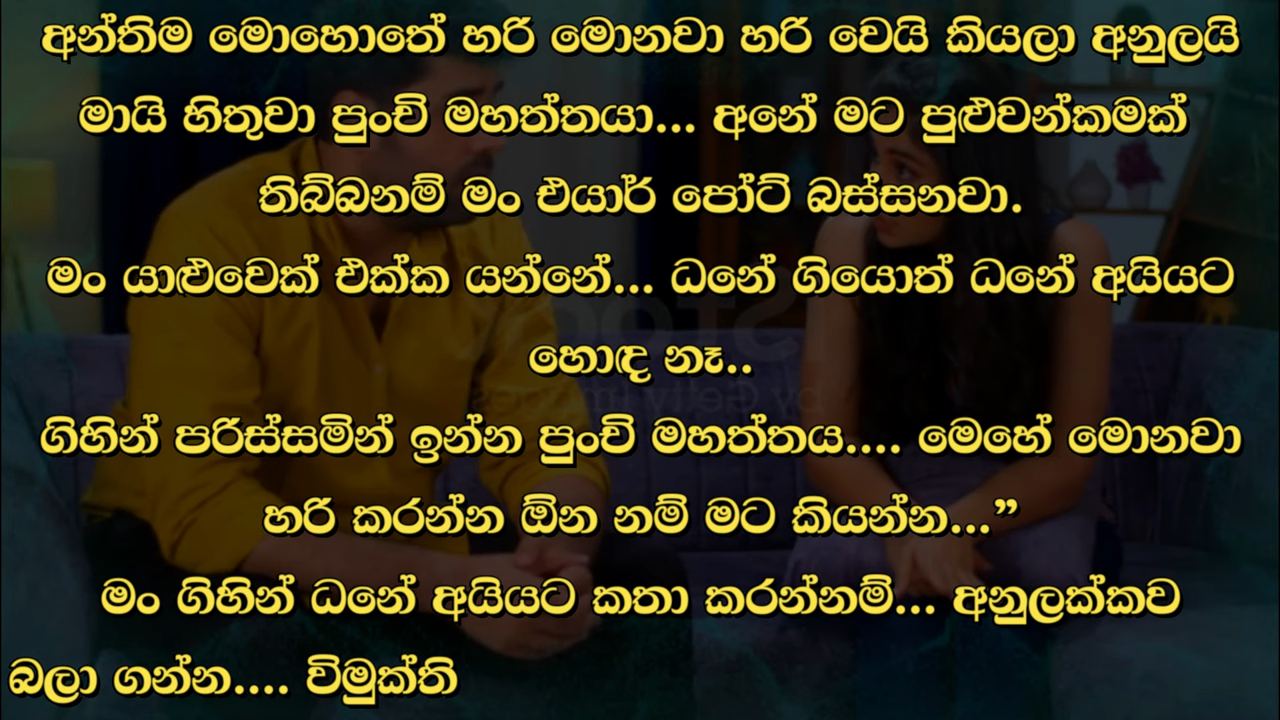 අන්තිම මොහොතේ හරි මොනවා හරි වෙයි කියලා අනුලයි
මායි හිතුවා පුංචි මහත්තයා... අනේ මට පුළුවන්කමක්
තිබ්බනම් මං එයාර් පෝට් බස්සනවා.
මං යාළුවෙක් එක්ක යන්නේ... ධනේ ගියොත් ධනේ අයියට
හොඳ නෑ..
ගිහින් පරිස්සමින් ඉන්න පුංචි මහත්තය.... මෙහේ මොනවා
හරි කරන්න ඕන නම් මට කියන්න...”
මං ගිහින් ධනේ අයියට කතා කරන්නම්... අනුලක්කව
බලා ගන්න.... විමුක්ති